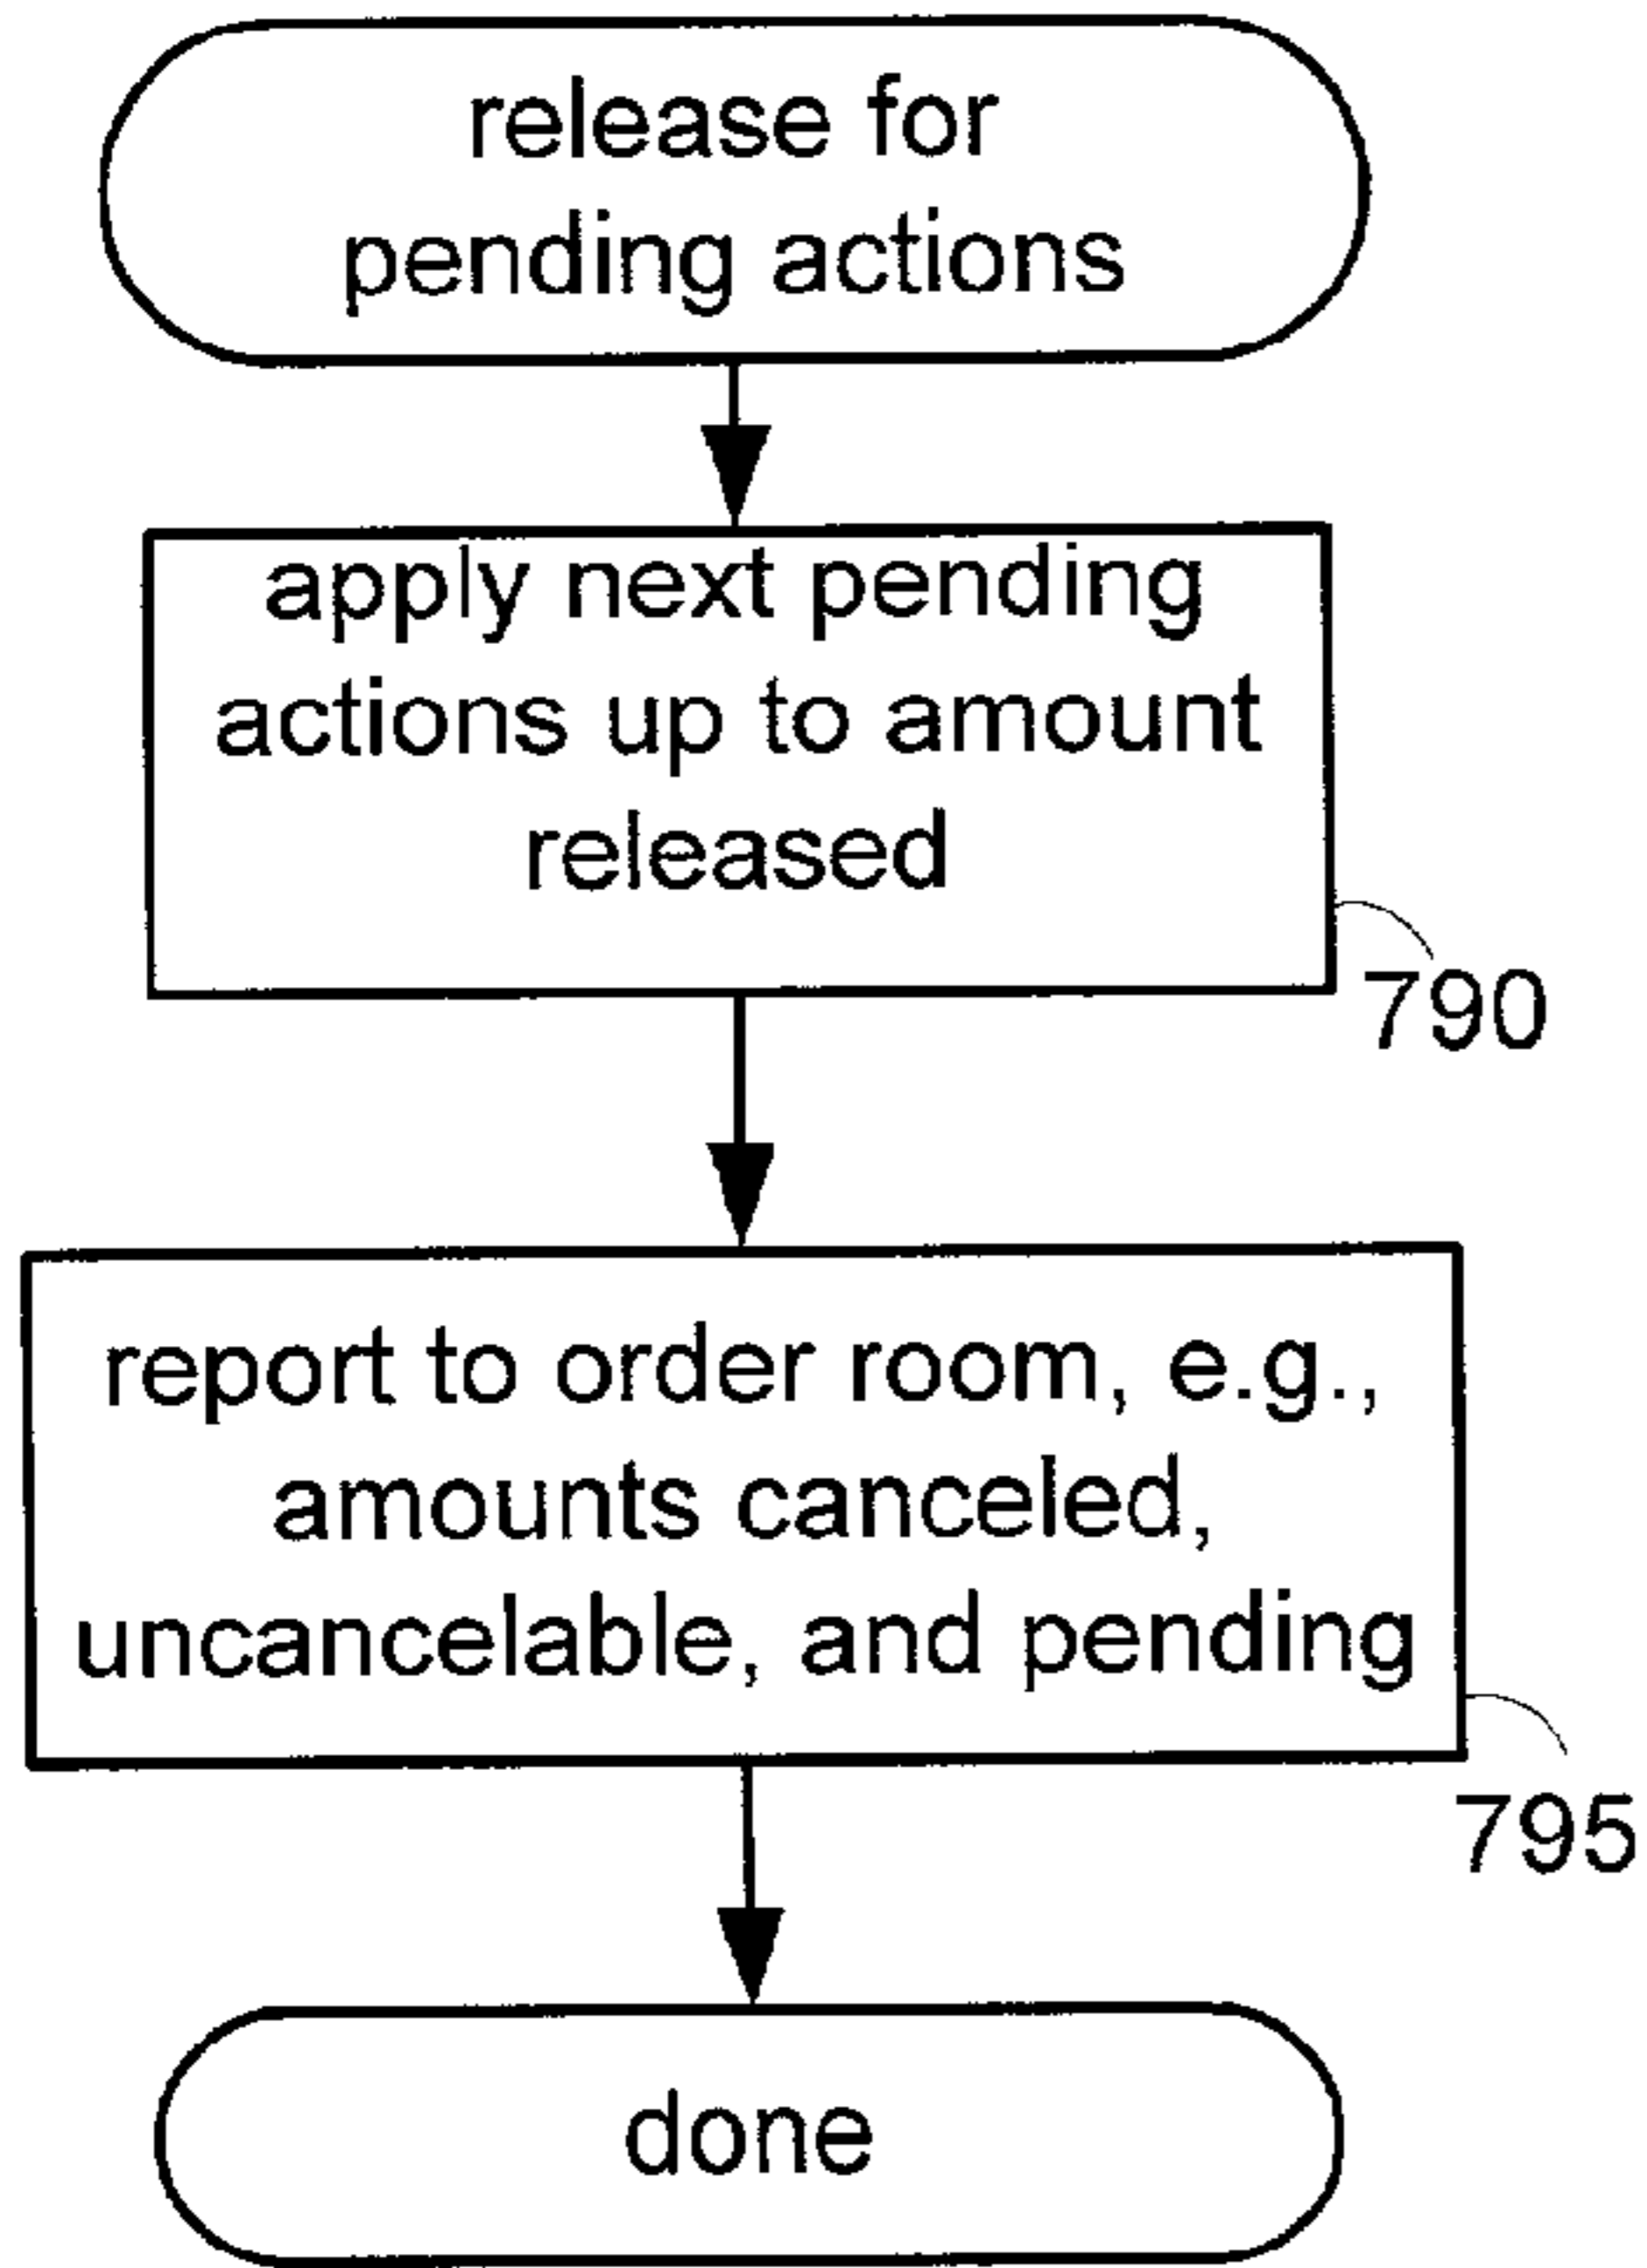 release for
pending actions
apply next pending
actions up to amount
released
790
report to order room, e.g.,
amounts canceled,
uncancelable, and pending
795
done